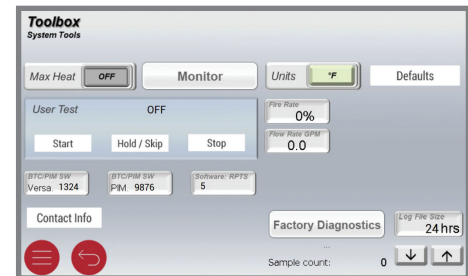 Toolbox
System Tools
Max Heat OFF Monitor Units °F Defaults
User Test OFF
Start Hold / Skip Stop
Fire Rate
0%
Flow Rate GPM
0.0
BTC/PIM SW
Versa 1324
BTC/PIM SW
PIM 9876
Software: RPTS
5
Contact Info
Factory Diagnostics
Log File Size
24 hrs
...
Sample count: 0